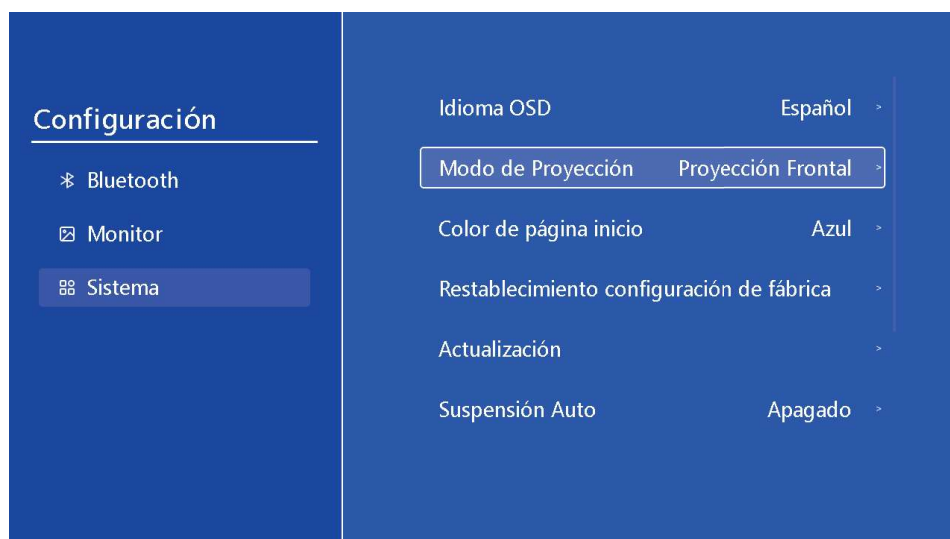 Configuración
Bluetooth
Monitor
Sistema
Idioma OSD Español >
Modo de Proyección Proyección Frontal >
Color de página inicio Azul >
Restablecimiento configuración de fábrica >
Actualización >
Suspensión Auto Apagado >